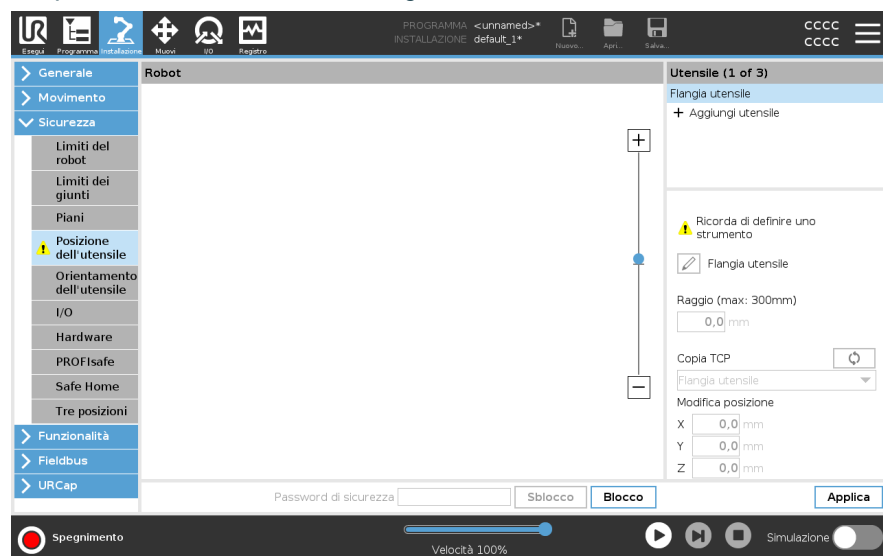 PROGRAMMA <unnamed>*
INSTALLAZIONE default_1*
Esegui
Programma
Installazione
Muovi
I/O
Registro
Nuovo...
Apri...
Salva...
CCCC
CCCC
Generale
Movimento
Sicurezza
Limiti del
robot
Limiti dei
giunti
Piani
Posizione
dell'utensile
Orientamento
dell'utensile
I/O
Hardware
PROFIsafe
Safe Home
Tre posizioni
Funzionalità
Fieldbus
URCap
Robot
+
−
Password di sicurezza
Sblocco
Blocco
Utensile (1 of 3)
Flangia utensile
+ Aggiungi utensile
Ricorda di definire uno
strumento
Flangia utensile
Raggio (max: 300mm)
0,0 mm
Copia TCP
Flangia utensile
Modifica posizione
X 0,0 mm
Y 0,0 mm
Z 0,0 mm
Applica
Spegnimento
Velocità 100%
Simulazione